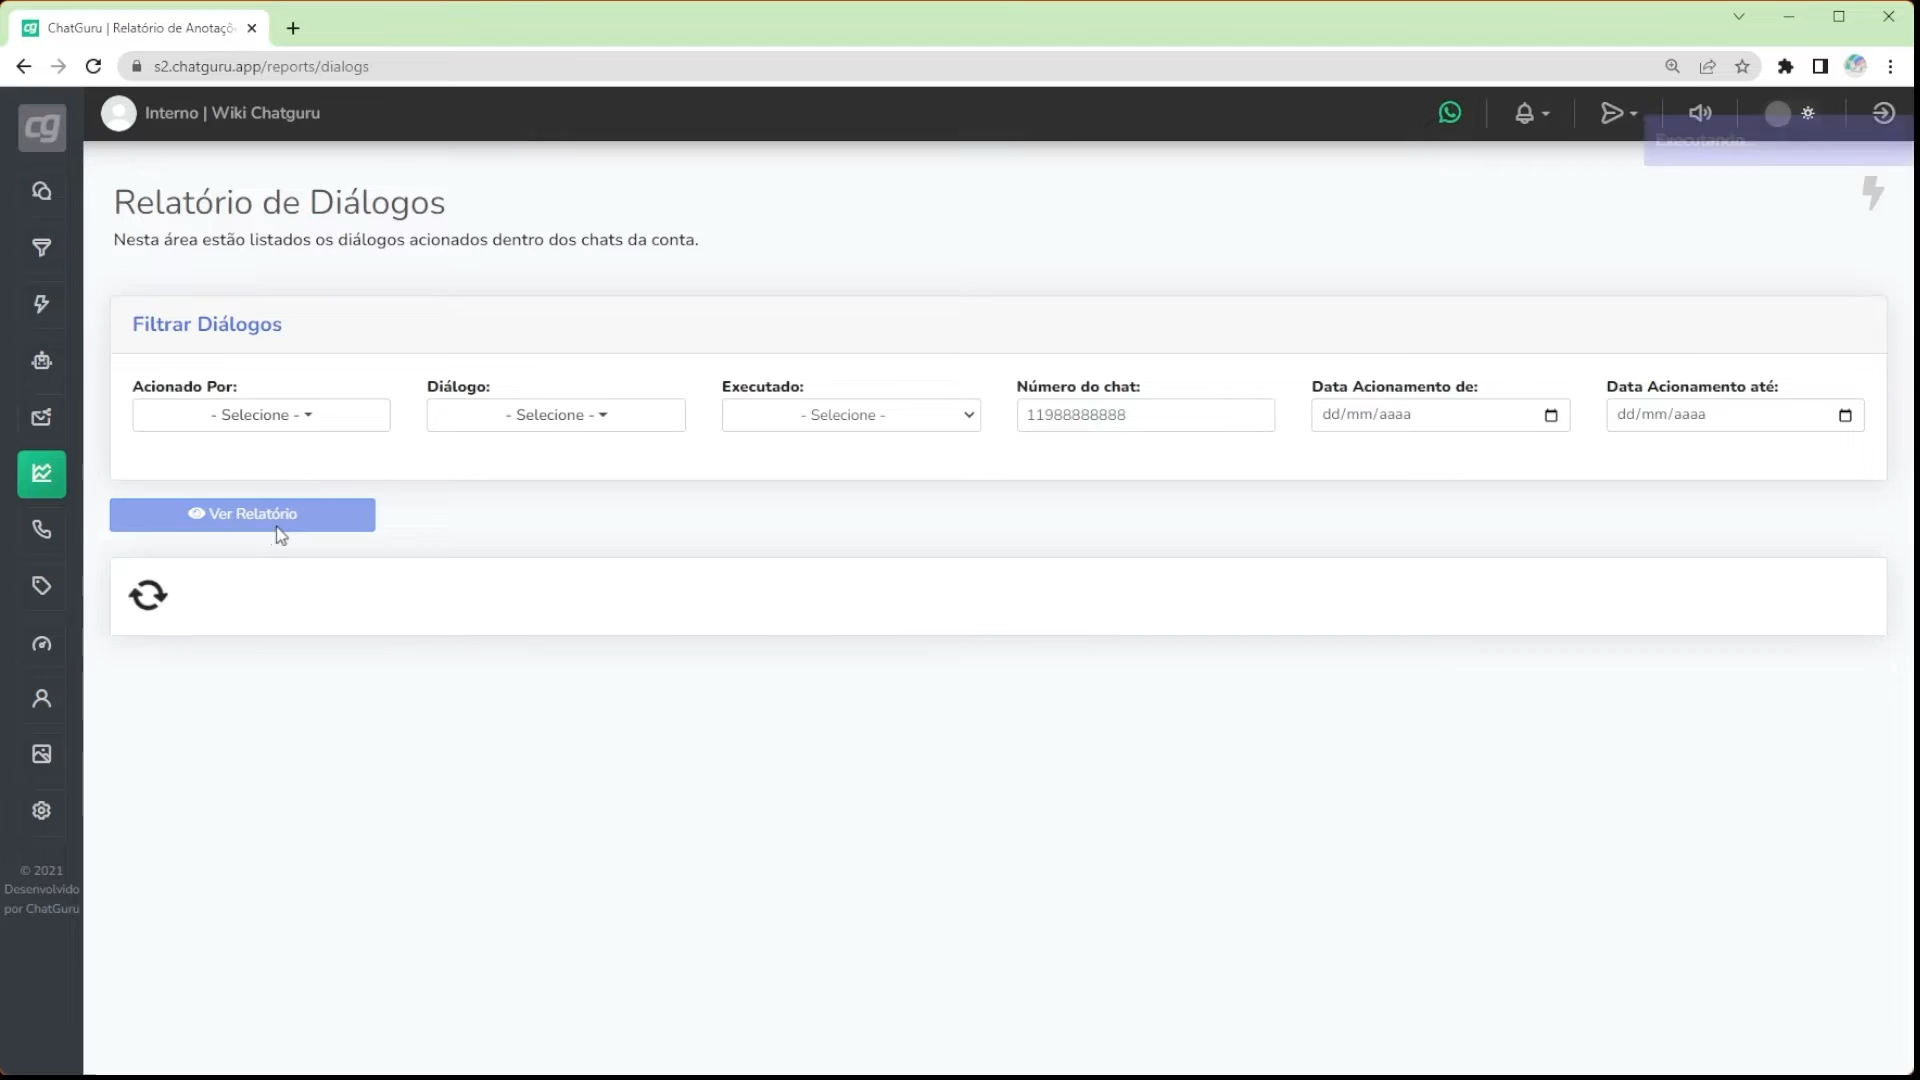 ChatGuru | Relatório de Anotaçõ
s2.chatguru.app/reports/dialogs
cg
Interno | Wiki Chatguru
Executando...
Relatório de Diálogos
Nesta área estão listados os diálogos acionados dentro dos chats da conta.
Filtrar Diálogos
Acionado Por: Diálogo: Executado: Número do chat: Data Acionamento de: Data Acionamento até:
- Selecione - - Selecione - - Selecione - 11988888888 dd/mm/aaaa dd/mm/aaaa
Ver Relatório
© 2021
Desenvolvido
por ChatGuru